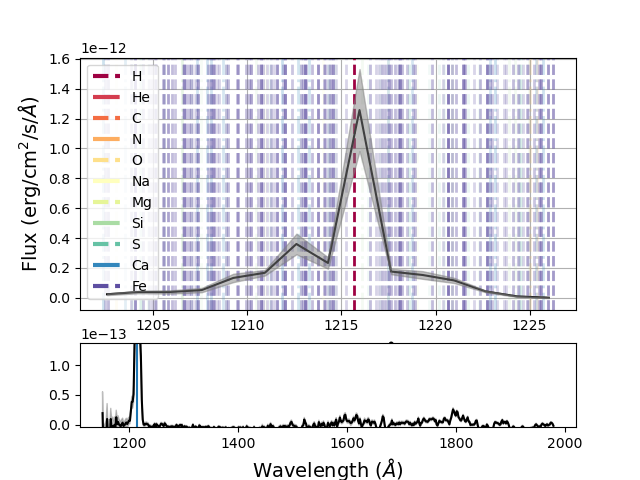 1e−12
1.6
1.4
1.2
1.0
0.8
0.6
0.4
0.2
0.0
Flux (erg/cm²/s/Å)
H
He
C
N
O
Na
Mg
Si
S
Ca
Fe
1205 1210 1215 1220 1225
1e−13
1.0
0.5
0.0
1200 1400 1600 1800 2000
Wavelength (Å)